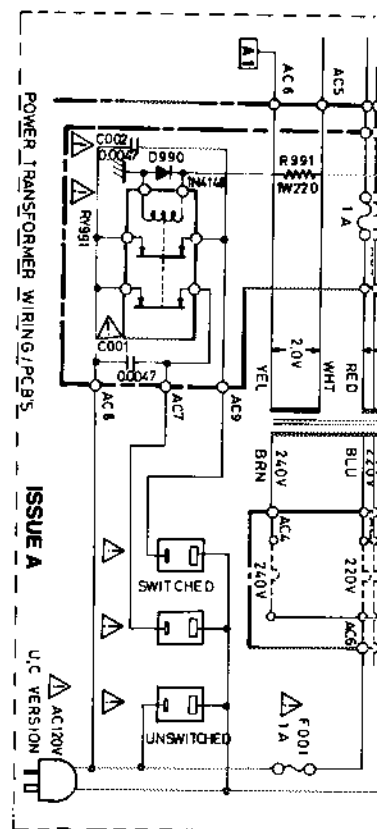 A1
AC6
AC5
C002
0.0047
D990
1N4148
R991
1W220
1A
RY991
C001
0.0047
2.0V
YEL
WHT
RED
AC8
AC7
AC9
POWER TRANSFORMER WIRING/PCB'S
ISSUE A
BRN
240V
BLU
220V
AC4
240V
220V
AC6
SWITCHED
UNSWITCHED
F001
1A
U,C VERSION
AC120V